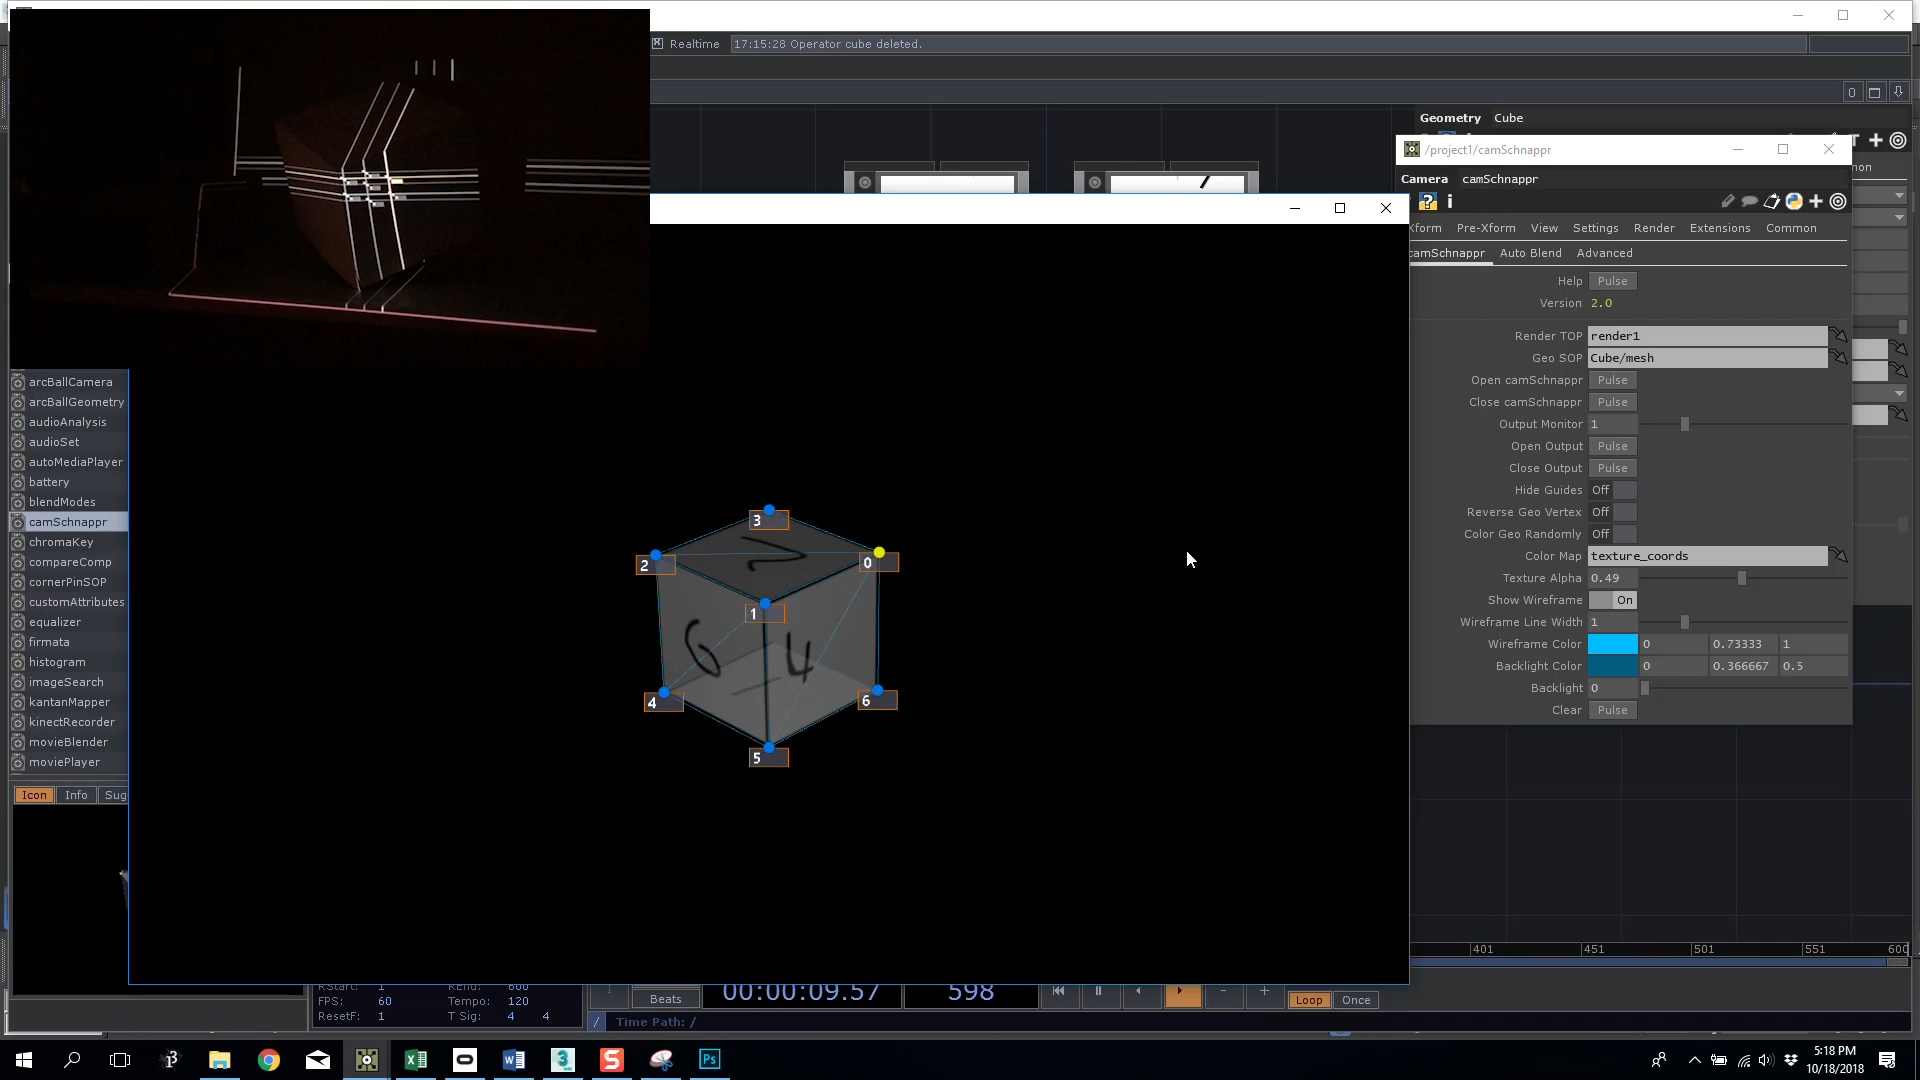 Realtime
17:15:28 Operator cube deleted.
0
Geometry Cube
/project1/camSchnappr
Camera camSchnappr
? i
Xform Pre-Xform View Settings Render Extensions Common
camSchnappr Auto Blend Advanced
Help Pulse
Version 2.0
Render TOP render1
Geo SOP Cube/mesh
Open camSchnappr Pulse
Close camSchnappr Pulse
Output Monitor 1
Open Output Pulse
Close Output Pulse
Hide Guides Off
Reverse Geo Vertex Off
Color Geo Randomly Off
Color Map texture_coords
Texture Alpha 0.49
Show Wireframe On
Wireframe Line Width 1
Wireframe Color 0 0.73333 1
Backlight Color 0 0.366667 0.5
Backlight 0
Clear Pulse
arcBallCamera
arcBallGeometry
audioAnalysis
audioSet
autoMediaPlayer
battery
blendModes
camSchnappr
chromaKey
compareComp
cornerPinSOP
customAttributes
equalizer
firmata
histogram
imageSearch
kantanMapper
kinectRecorder
movieBlender
moviePlayer
Icon Info Sug
3
2 0
1
6 4
4 6
5
401 451 501 551 600
RStart: 1 REnd: 600
FPS: 60 Tempo: 120
ResetF: 1 T Sig: 4 4
Beats
00:00:09.57 598
Loop Once
/ Time Path: /
5:18 PM
10/18/2018